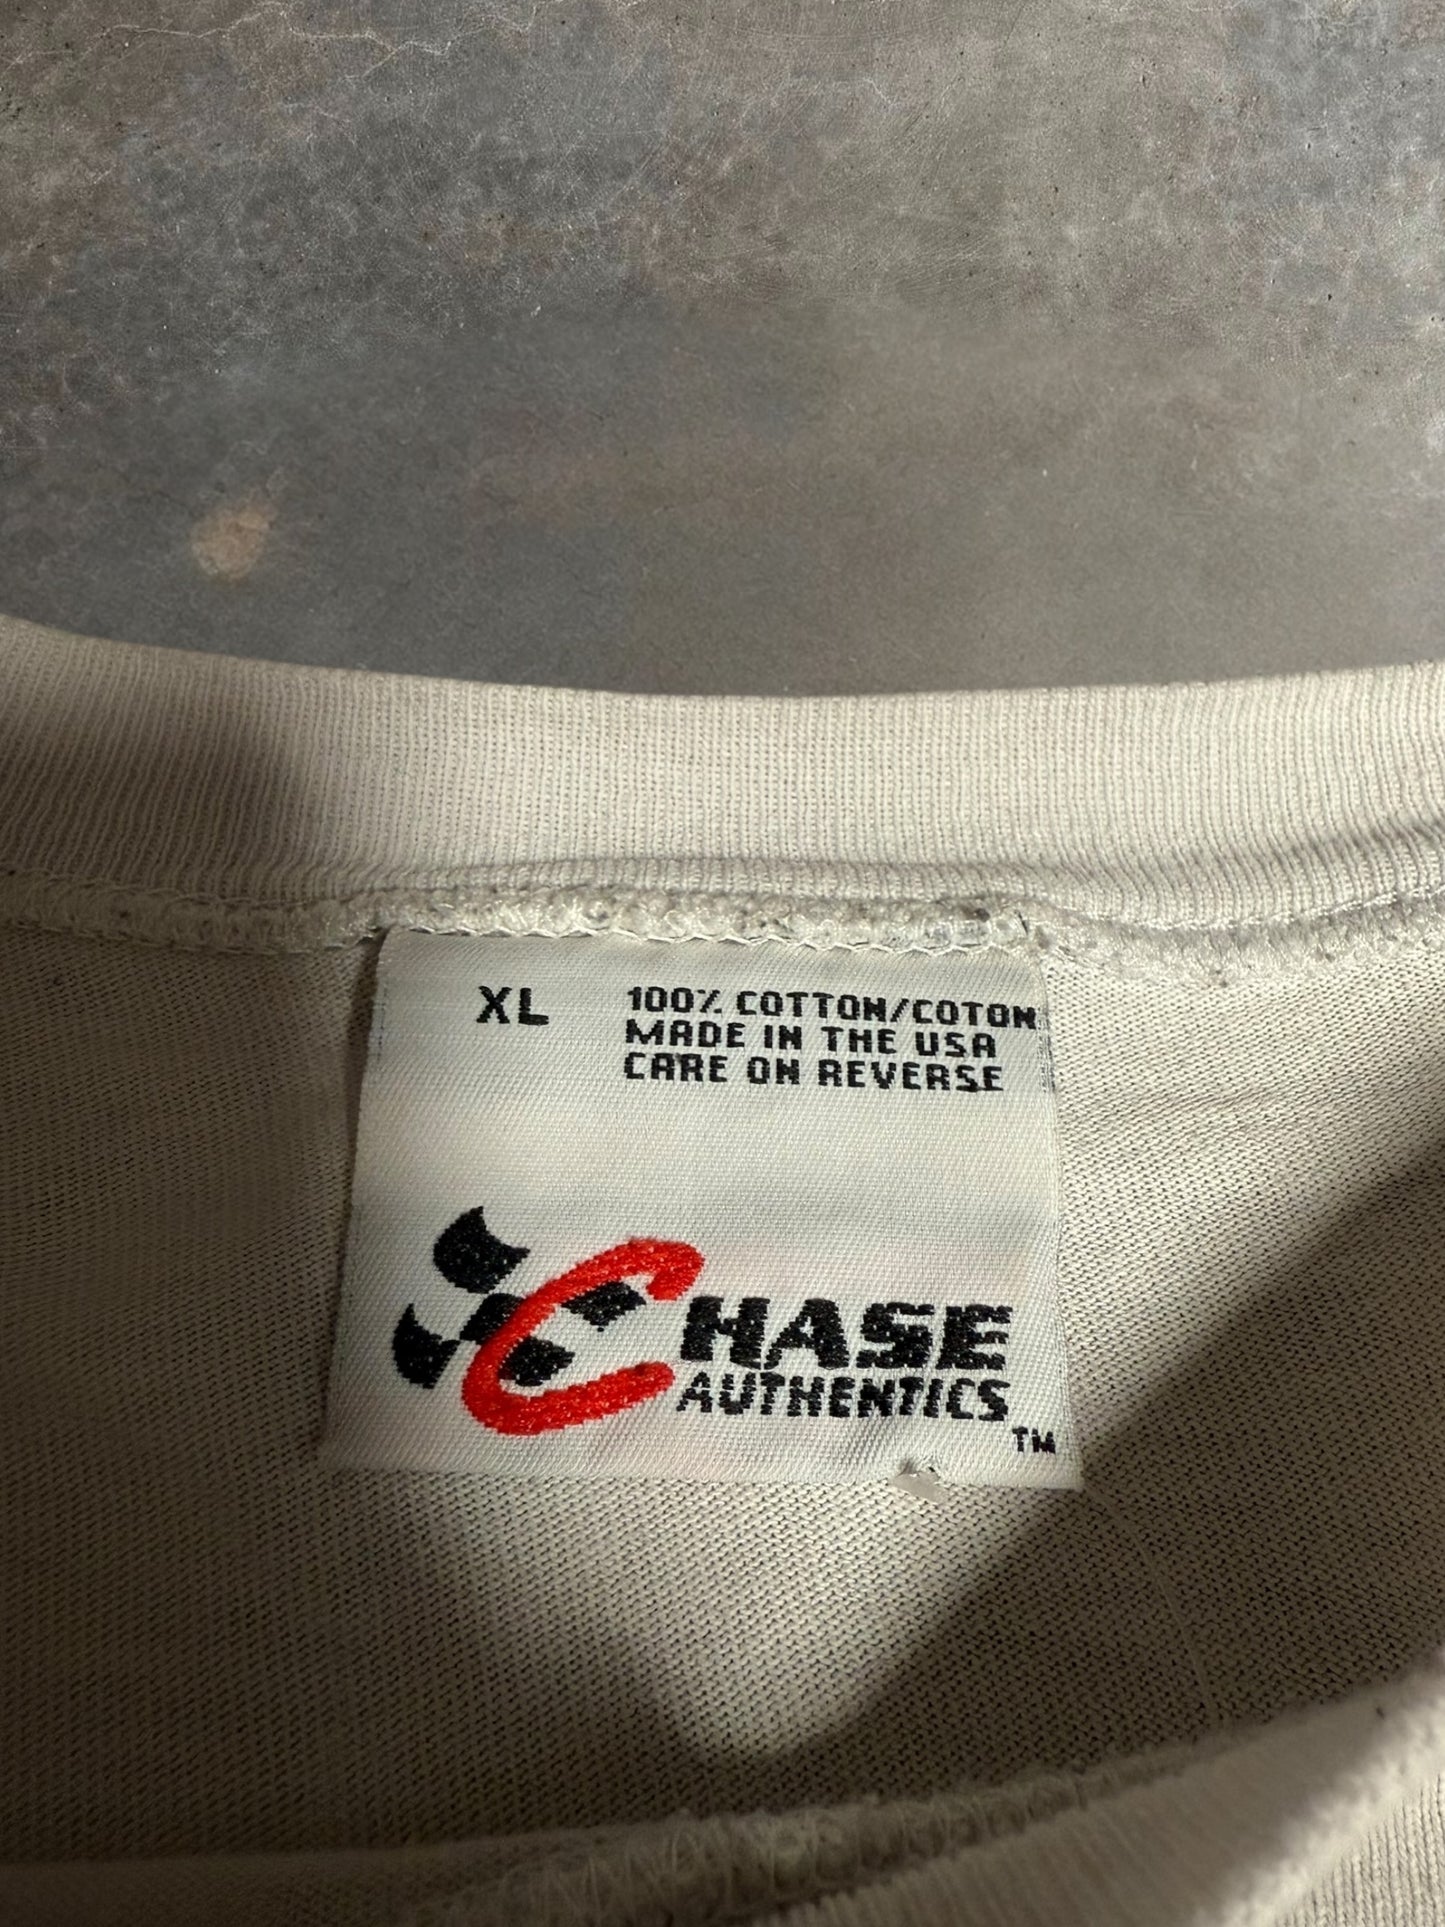 XL 100% COTTON/COTON
MADE IN THE USA
CARE ON REVERSE
CHASE
AUTHENTICS
TM